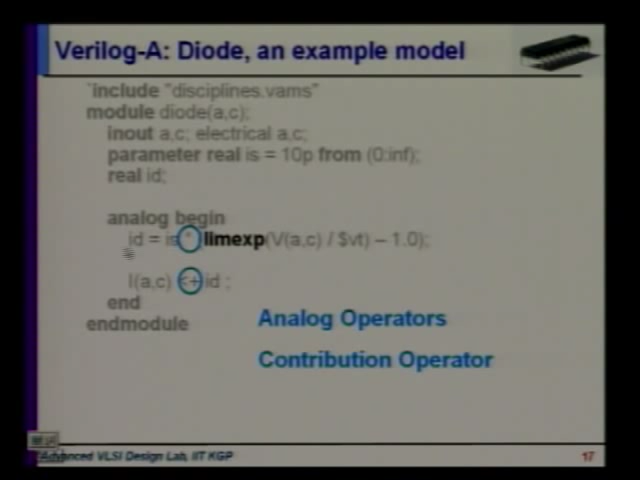 Verilog-A: Diode, an example model
`include "disciplines.vams"
module diode(a,c);
inout a,c; electrical a,c;
parameter real is = 10p from (0:inf);
real id;
analog begin
id = is * limexp(V(a,c) / $vt) – 1.0);
I(a,c) <+ id ;
end
endmodule
Analog Operators
Contribution Operator
Advanced VLSI Design Lab, IIT KGP
17